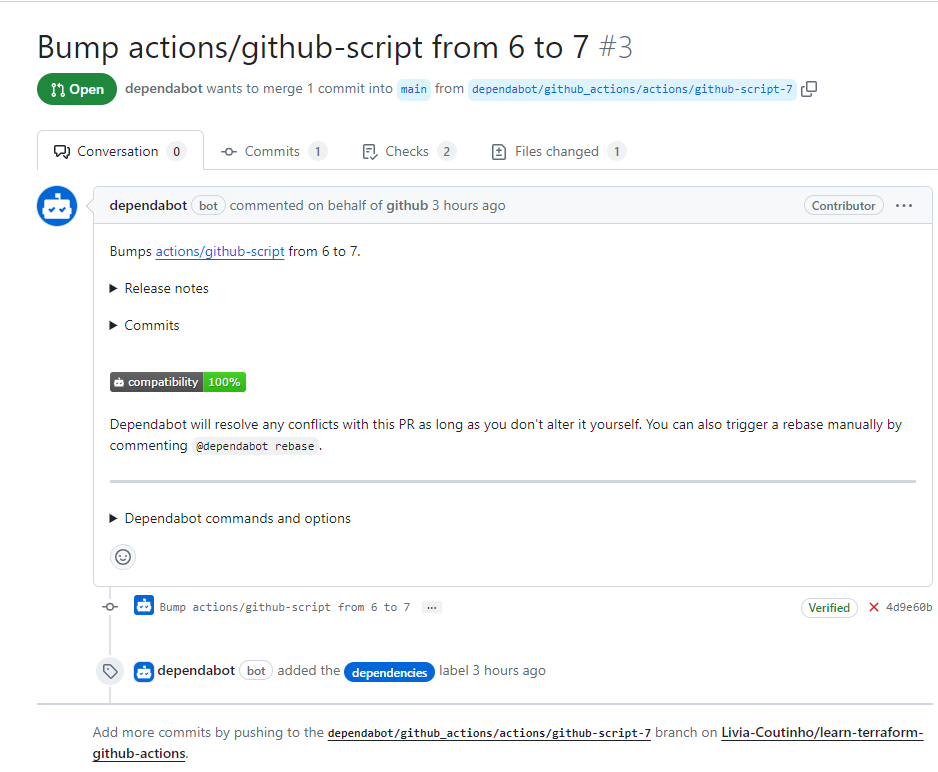 Bump actions/github-script from 6 to 7 #3
Open dependabot wants to merge 1 commit into main from dependabot/github_actions/actions/github-script-7
Conversation 0 Commits 1 Checks 2 Files changed 1
dependabot bot commented on behalf of github 3 hours ago Contributor ...
Bumps actions/github-script from 6 to 7.
Release notes
Commits
compatibility 100%
Dependabot will resolve any conflicts with this PR as long as you don't alter it yourself. You can also trigger a rebase manually by
commenting @dependabot rebase.
Dependabot commands and options
Bump actions/github-script from 6 to 7 ... Verified 4d9e60b
dependabot bot added the dependencies label 3 hours ago
Add more commits by pushing to the dependabot/github_actions/actions/github-script-7 branch on Livia-Coutinho/learn-terraform-
github-actions.